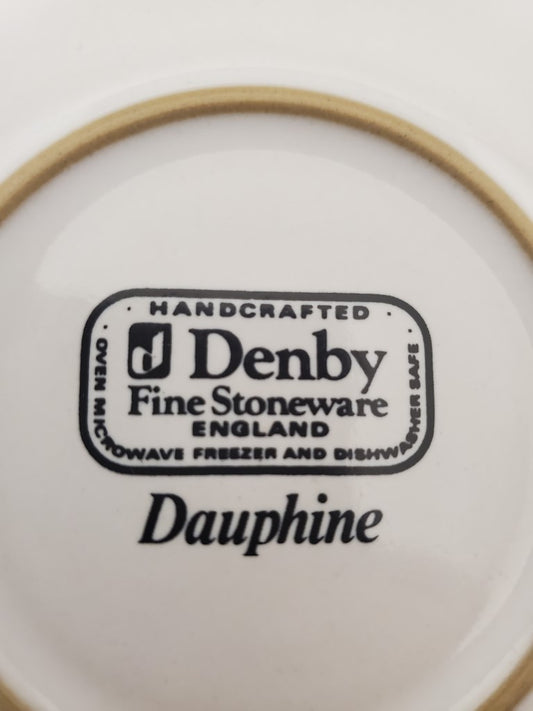 · HANDCRAFTED ·
d Denby
Fine Stoneware
ENGLAND
· OVEN MICROWAVE FREEZER AND DISHWASHER SAFE ·
Dauphine